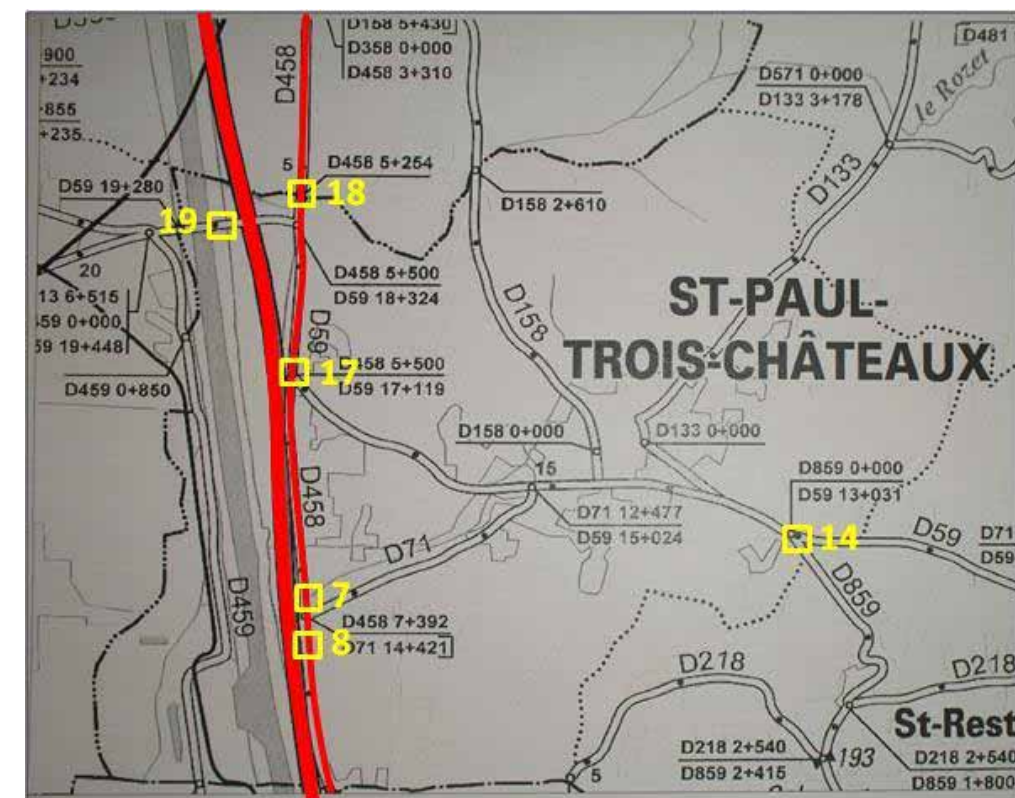 D158 5+430
D358 0+000
D458 3+310
D481
le Rozet
900
+234
855
+235
D458
D571 0+000
D133 3+178
5
D458 5+254
18
D133
D59 19+280
D158 2+610
19
20
D458 5+500
D59 18+324
13 6+515
459 0+000
59 19+448
D59
D158
ST-PAUL-
TROIS-CHÂTEAUX
17
D458 5+500
D59 17+119
D459 0+850
D158 0+000
D133 0+000
15
D859 0+000
D59 13+031
D458
D71 12+477
D59 15+024
14
D59
D71
D59
D71
D859
7
D459
D458 7+392
8
D71 14+421
D218
D218
St-Rest
D218 2+540
D859 2+415
193
D218 2+540
D859 1+800
5